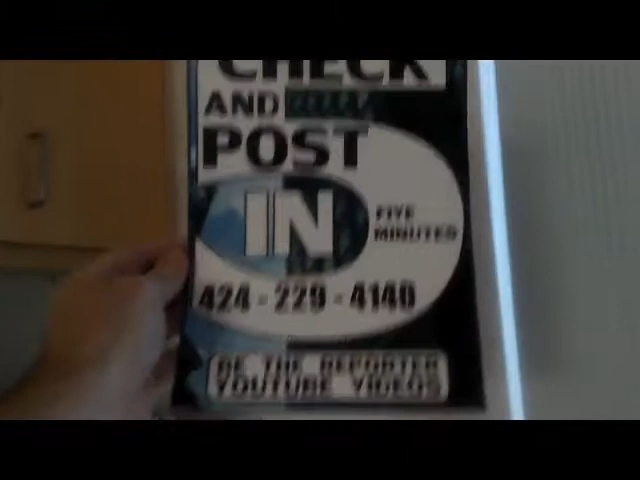 CHECK
AND
POST
IN
FIVE
MINUTES
424-229-4140
BE THE REPORTER
YOUTUBE VIDEOS